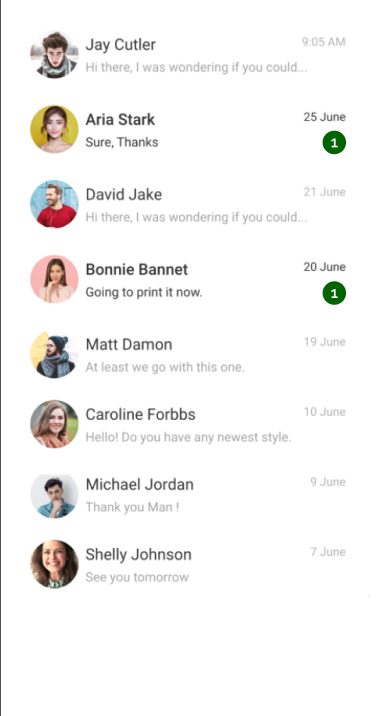 Jay Cutler 9:05 AM
Hi there, I was wondering if you could...
Aria Stark 25 June
Sure, Thanks 1
David Jake 21 June
Hi there, I was wondering if you could...
Bonnie Bannet 20 June
Going to print it now. 1
Matt Damon 19 June
At least we go with this one.
Caroline Forbbs 10 June
Hello! Do you have any newest style.
Michael Jordan 9 June
Thank you Man !
Shelly Johnson 7 June
See you tomorrow